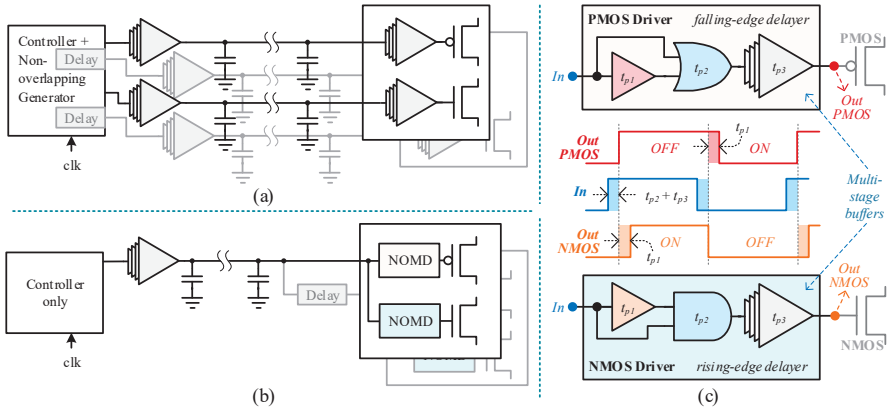 Controller +
Non-
overlapping
Generator
Delay
Delay
clk
(a)
Controller
only
clk
Delay
NOMD
NOMD
NOMD
(b)
PMOS Driver
falling-edge delayer
PMOS
In
tp1
tp2
tp3
Out
PMOS
Out
PMOS
OFF
tp1
ON
In
tp2 + tp3
Multi-
stage
buffers
Out
NMOS
ON
tp1
OFF
In
tp1
tp2
tp3
Out
NMOS
NMOS
NMOS Driver
rising-edge delayer
(c)